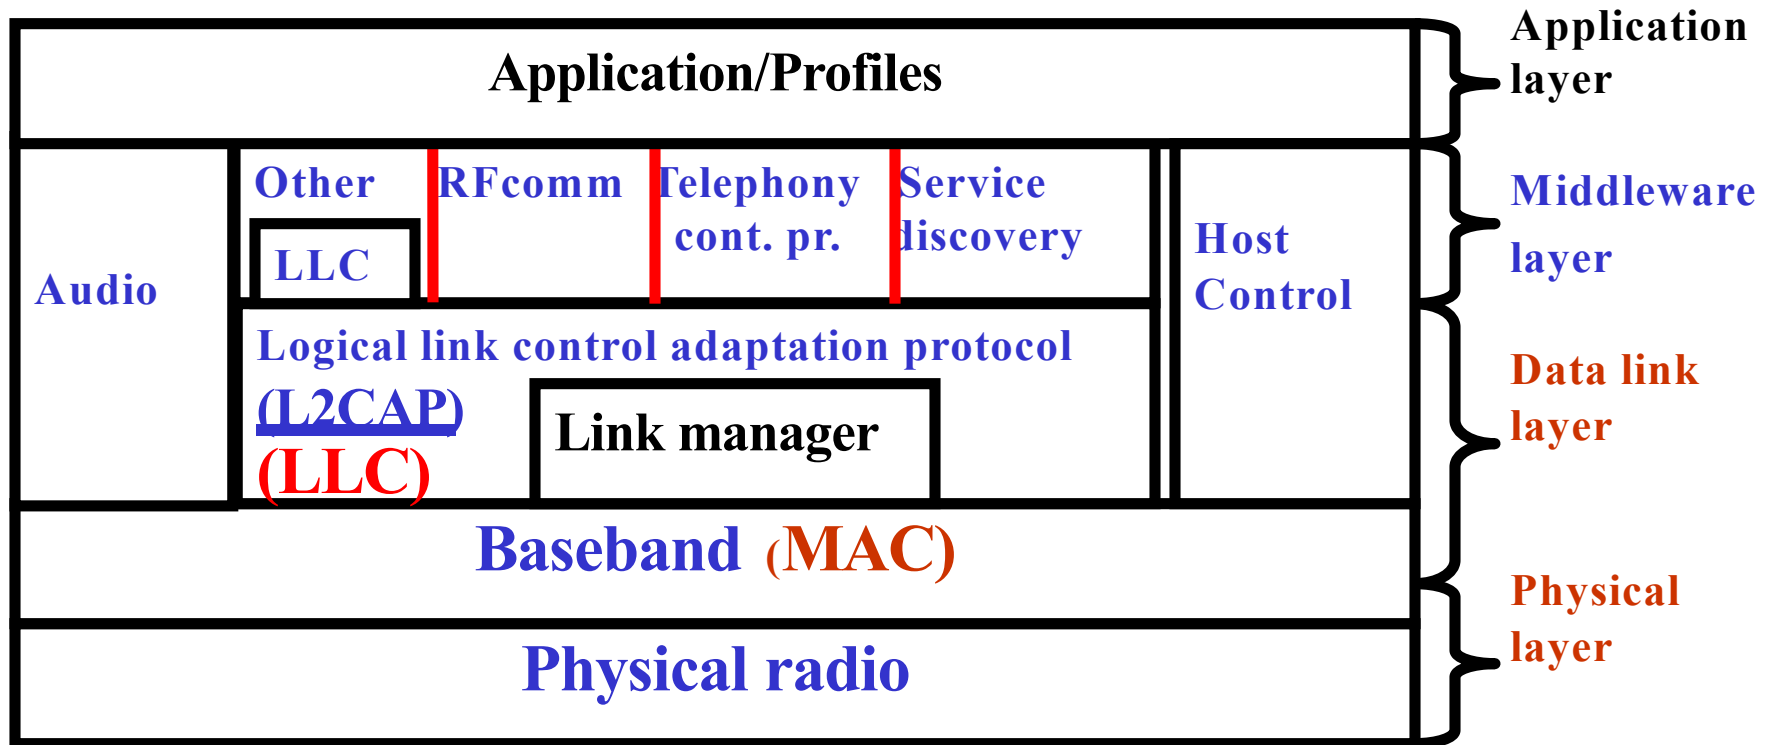 Application/Profiles
Application
layer
Other
RFcomm
Telephony
cont. pr.
Service
discovery
LLC
Audio
Host
Control
Middleware
layer
Logical link control adaptation protocol
(L2CAP)
(LLC)
Link manager
Data link
layer
Baseband (MAC)
Physical radio
Physical
layer